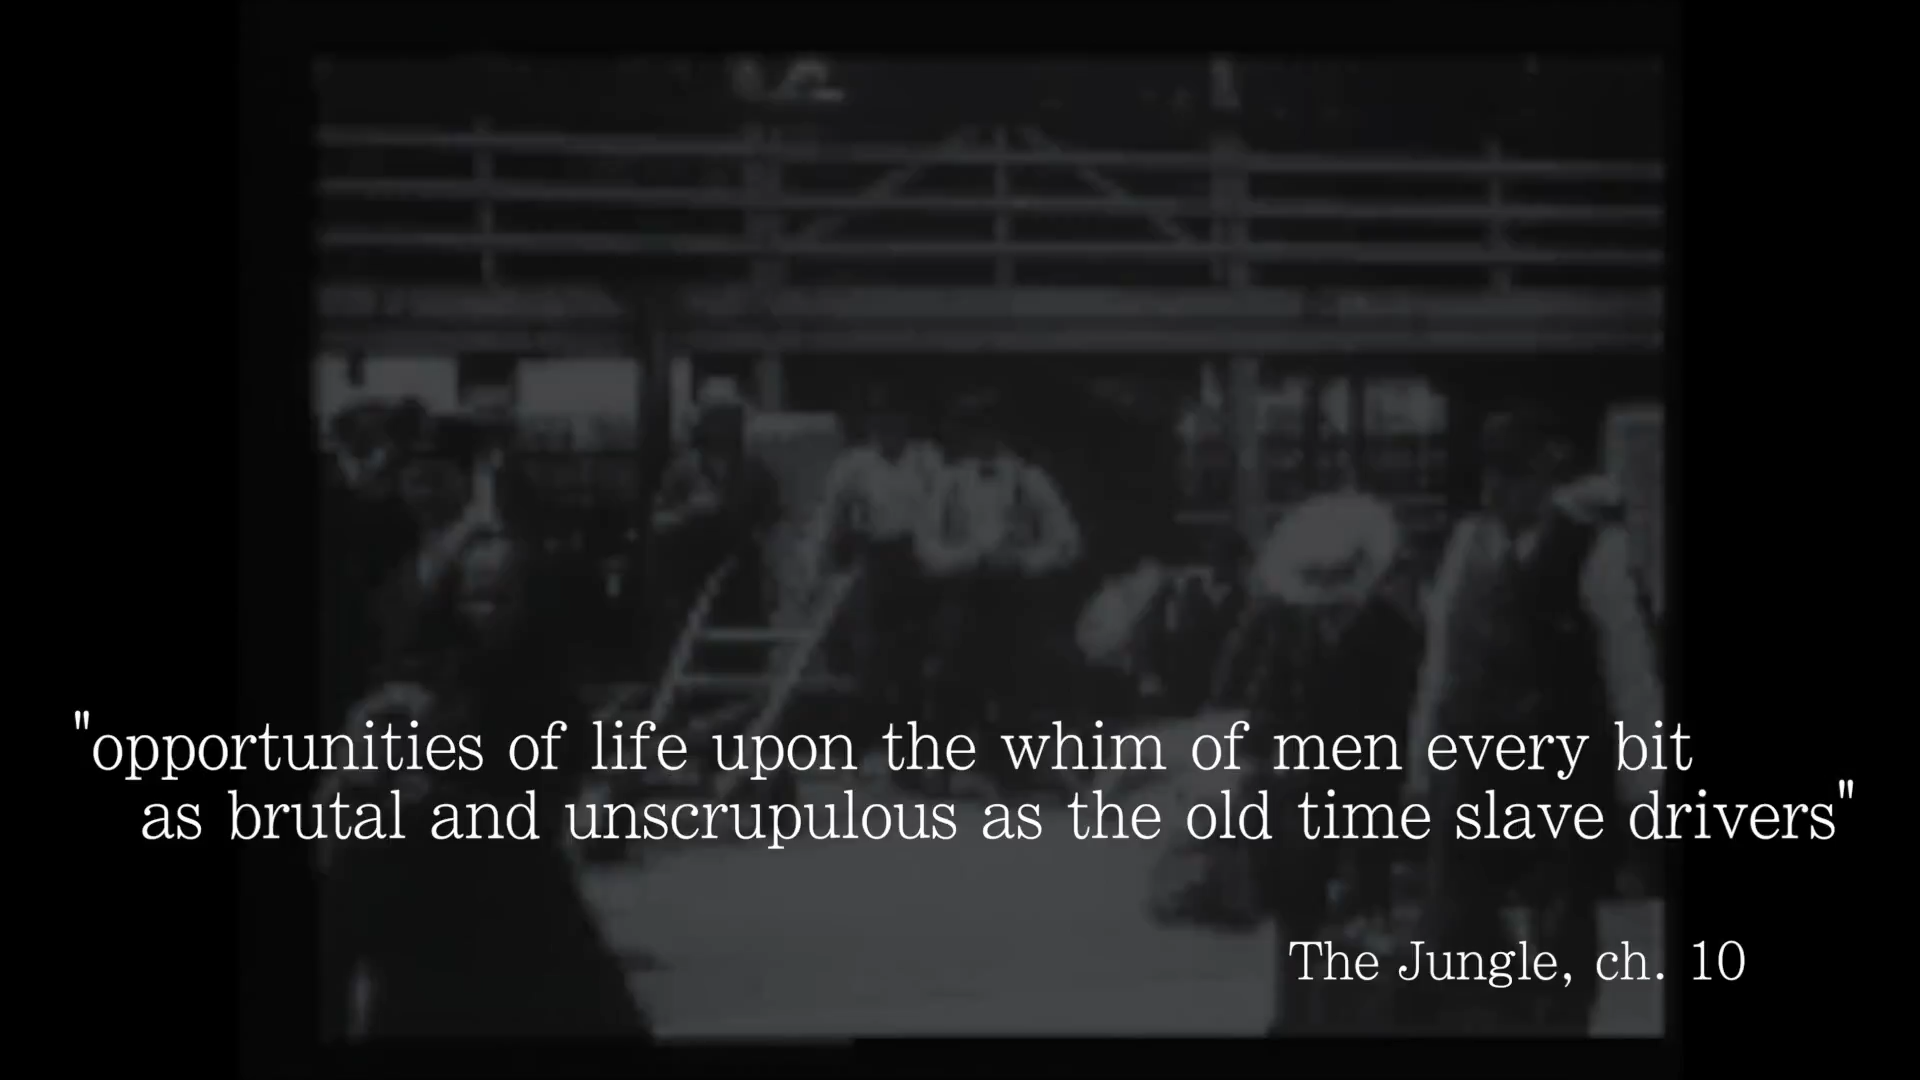 "opportunities of life upon the whim of men every bit
as brutal and unscrupulous as the old time slave drivers"
The Jungle, ch. 10